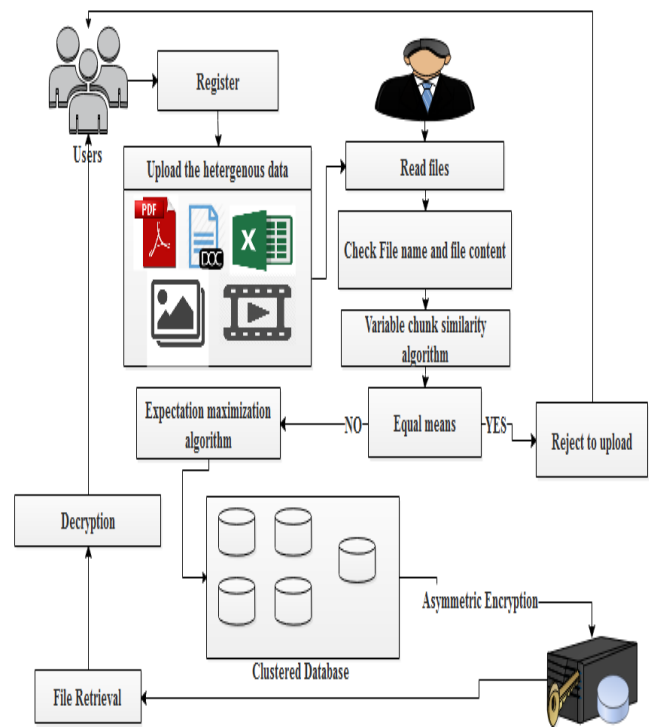 Users
Register
Upload the hetergenous data
PDF
DOC
X
Read files
Check File name and file content
Variable chunk similarity
algorithm
Equal means
NO
YES
Expectation maximization
algorithm
Reject to upload
Decryption
Clustered Database
Asymmetric Encryption
File Retrieval